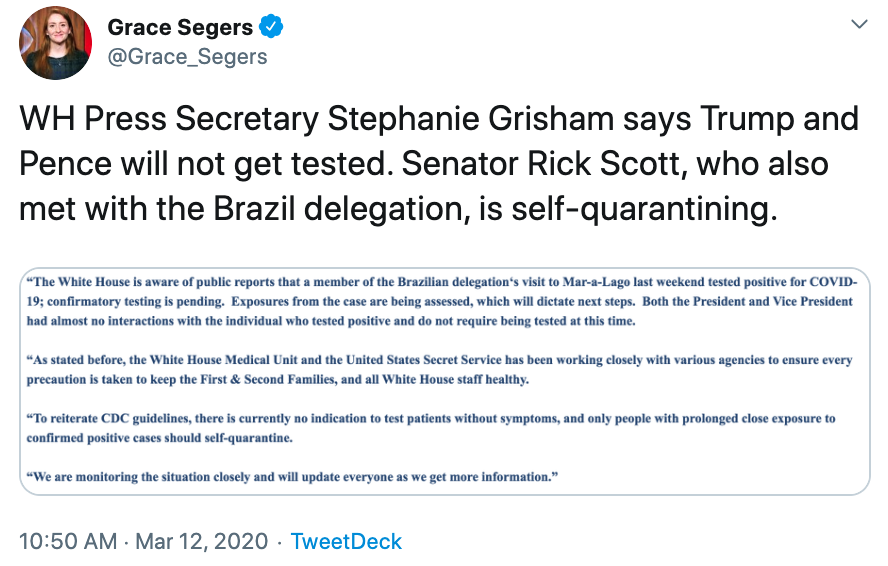 Grace Segers
@Grace_Segers
WH Press Secretary Stephanie Grisham says Trump and
Pence will not get tested. Senator Rick Scott, who also
met with the Brazil delegation, is self-quarantining.
“The White House is aware of public reports that a member of the Brazilian delegation‘s visit to Mar-a-Lago last weekend tested positive for COVID-
19; confirmatory testing is pending.  Exposures from the case are being assessed, which will dictate next steps.  Both the President and Vice President
had almost no interactions with the individual who tested positive and do not require being tested at this time.
“As stated before, the White House Medical Unit and the United States Secret Service has been working closely with various agencies to ensure every
precaution is taken to keep the First & Second Families, and all White House staff healthy.
“To reiterate CDC guidelines, there is currently no indication to test patients without symptoms, and only people with prolonged close exposure to
confirmed positive cases should self-quarantine.
“We are monitoring the situation closely and will update everyone as we get more information.”
10:50 AM · Mar 12, 2020 · TweetDeck